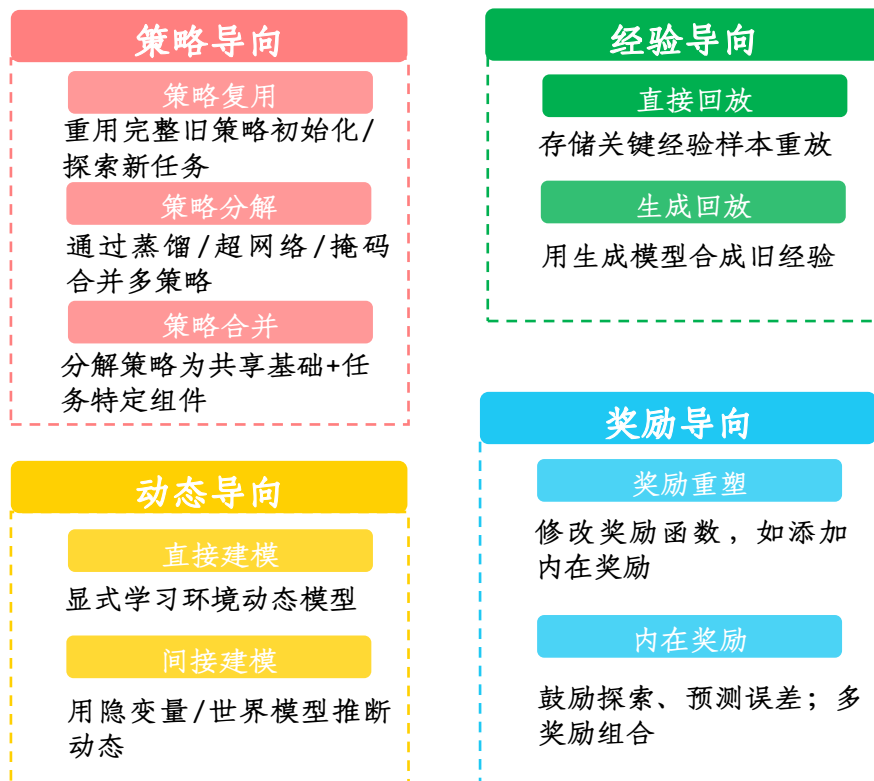 策略导向
策略复用
重用完整旧策略初始化/
探索新任务
策略分解
通过蒸馏/超网络/掩码
合并多策略
策略合并
分解策略为共享基础+任
务特定组件
经验导向
直接回放
存储关键经验样本重放
生成回放
用生成模型合成旧经验
动态导向
直接建模
显式学习环境动态模型
间接建模
用隐变量/世界模型推断
动态
奖励导向
奖励重塑
修改奖励函数，如添加
内在奖励
内在奖励
鼓励探索、预测误差；多
奖励组合